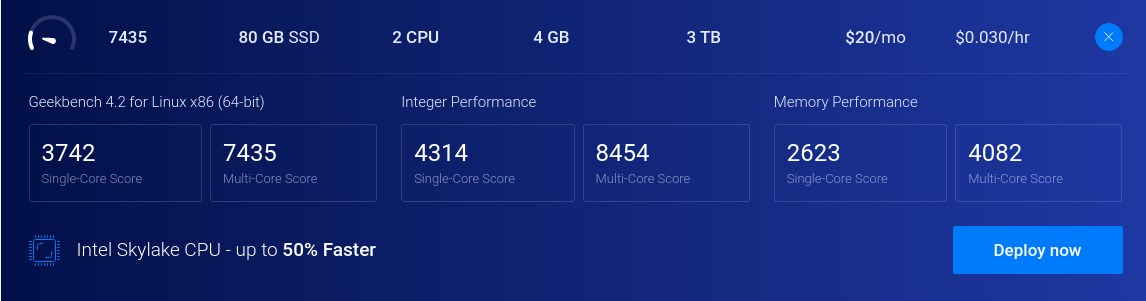 7435 80 GB SSD 2 CPU 4 GB 3 TB $20/mo $0.030/hr
Geekbench 4.2 for Linux x86 (64-bit) Integer Performance Memory Performance
3742 7435 4314 8454 2623 4082
Single-Core Score Multi-Core Score Single-Core Score Multi-Core Score Single-Core Score Multi-Core Score
Intel Skylake CPU - up to 50% Faster Deploy now